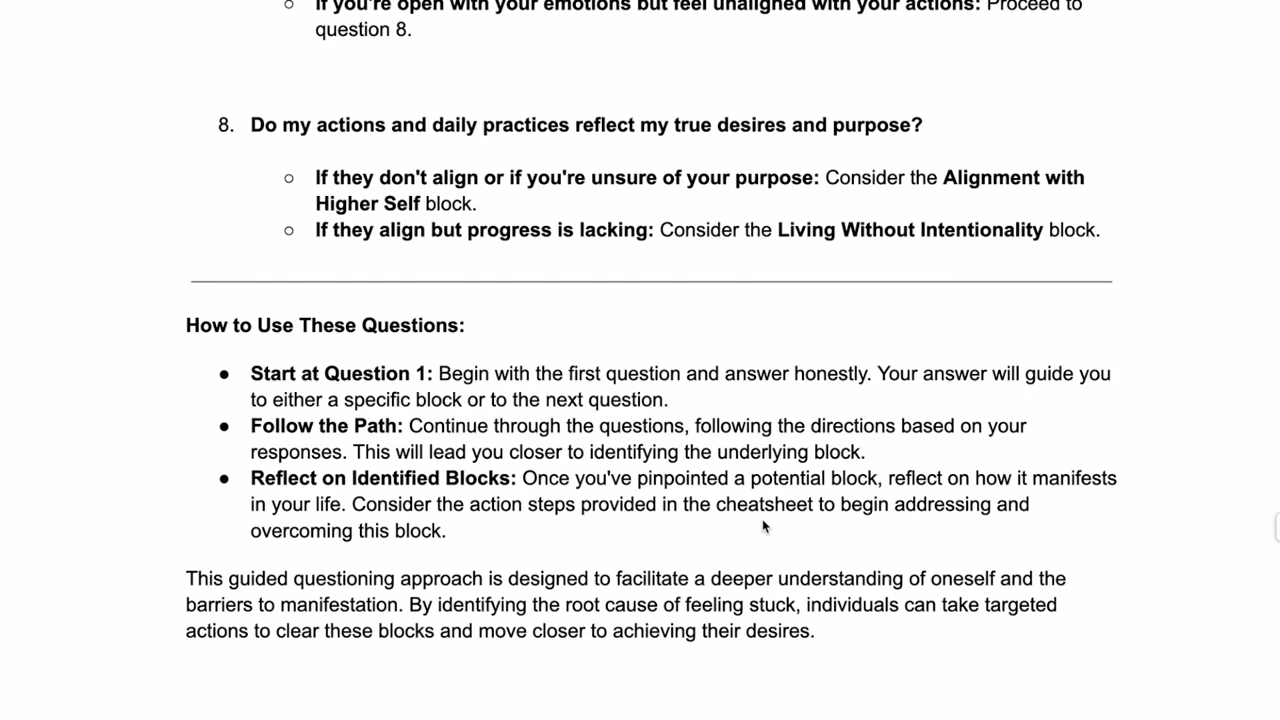 ○ If you're open with your emotions but feel unaligned with your actions: Proceed to
question 8.
8. Do my actions and daily practices reflect my true desires and purpose?
○ If they don't align or if you're unsure of your purpose: Consider the Alignment with
Higher Self block.
○ If they align but progress is lacking: Consider the Living Without Intentionality block.
How to Use These Questions:
● Start at Question 1: Begin with the first question and answer honestly. Your answer will guide you
to either a specific block or to the next question.
● Follow the Path: Continue through the questions, following the directions based on your
responses. This will lead you closer to identifying the underlying block.
● Reflect on Identified Blocks: Once you've pinpointed a potential block, reflect on how it manifests
in your life. Consider the action steps provided in the cheatsheet to begin addressing and
overcoming this block.
This guided questioning approach is designed to facilitate a deeper understanding of oneself and the
barriers to manifestation. By identifying the root cause of feeling stuck, individuals can take targeted
actions to clear these blocks and move closer to achieving their desires.